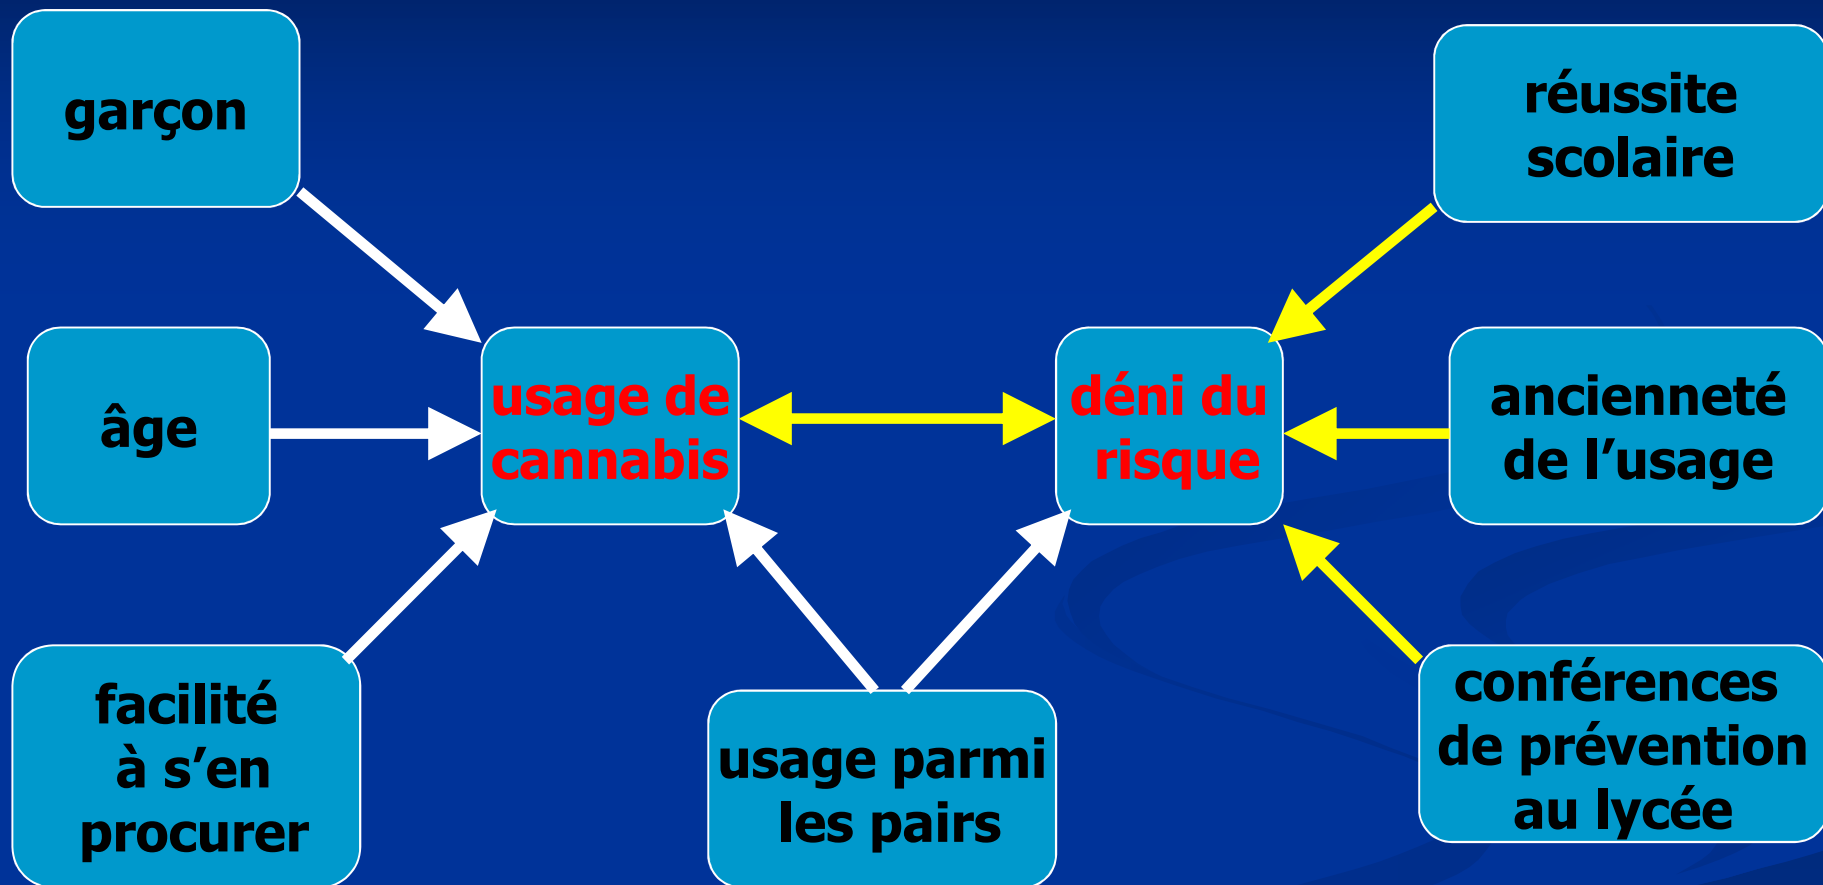 garçon
réussite
scolaire
âge
usage de
cannabis
déni du
risque
ancienneté
de l’usage
facilité
à s’en
procurer
usage parmi
les pairs
conférences
de prévention
au lycée